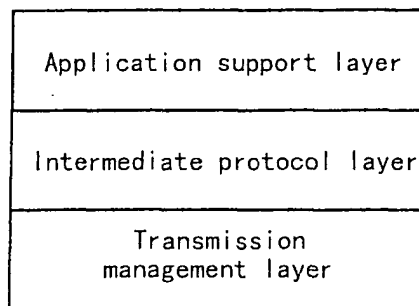 Application support layer
Intermediate protocol layer
Transmission
management layer